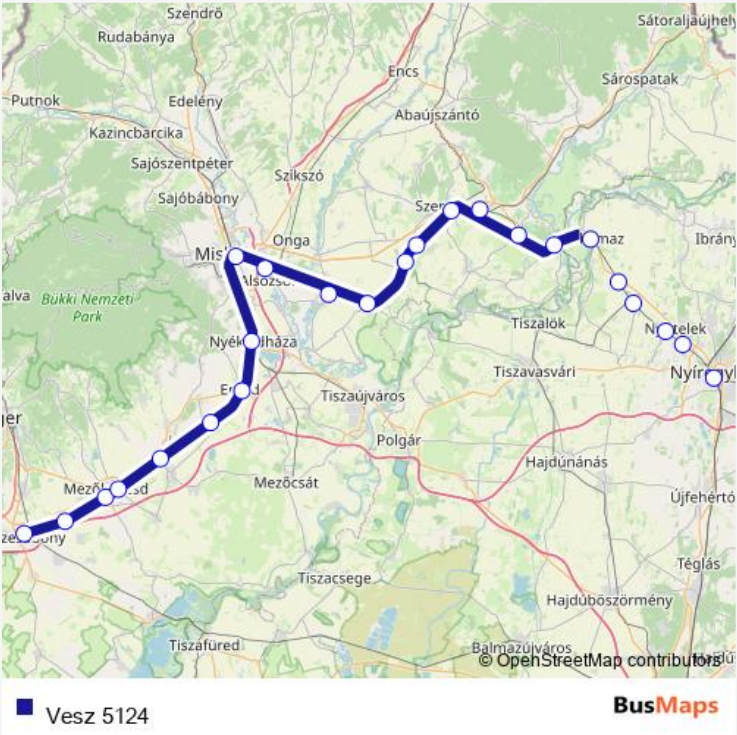 Szendrő
Sátoraljaújhely
Rudabánya
Encs
Sárospatak
Putnok
Edelény
Abaújszántó
Kazincbarcika
Sajószentpéter
Szikszó
Sajóbábony
Onga
Ibrány
Bükki Nemzeti
Park
Tiszalök
Tiszavasvári
Tiszaújváros
Polgár
Hajdúnánás
Mezőcsát
Újfehértó
Téglás
Tiszacsege
Hajdúböszörmény
Tiszafüred
Balmazújváros
© OpenStreetMap contributors
Vesz 5124
BusMaps